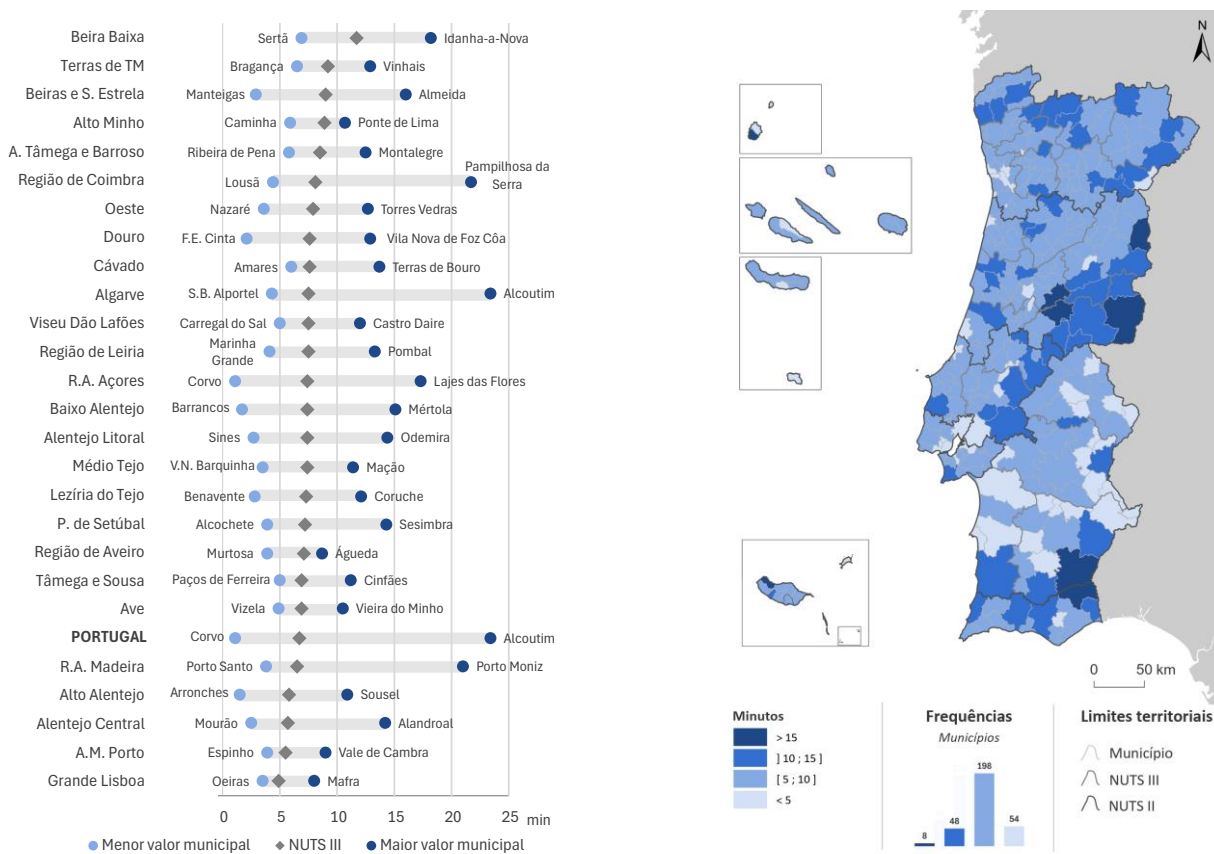 Beira Baixa Sertã Idanha-a-Nova
Terras de TM Bragança Vinhais
Beiras e S. Estrela Manteigas Almeida
Alto Minho Caminha Ponte de Lima
A. Tâmega e Barroso Ribeira de Pena Montalegre
Região de Coimbra Lousã Pampilhosa da
Serra
Oeste Nazaré Torres Vedras
Douro F.E. Cinta Vila Nova de Foz Côa
Cávado Amares Terras de Bouro
Algarve S.B. Alportel Alcoutim
Viseu Dão Lafões Carregal do Sal Castro Daire
Região de Leiria Marinha
Grande Pombal
R.A. Açores Corvo Lajes das Flores
Baixo Alentejo Barrancos Mértola
Alentejo Litoral Sines Odemira
Médio Tejo V.N. Barquinha Mação
Lezíria do Tejo Benavente Coruche
P. de Setúbal Alcochete Sesimbra
Região de Aveiro Murtosa Águeda
Tâmega e Sousa Paços de Ferreira Cinfães
Ave Vizela Vieira do Minho
PORTUGAL Corvo Alcoutim
R.A. Madeira Porto Santo Porto Moniz
Alto Alentejo Arronches Sousel
Alentejo Central Mourão Alandroal
A.M. Porto Espinho Vale de Cambra
Grande Lisboa Oeiras Mafra
0 5 10 15 20 25 min
Menor valor municipal NUTS III Maior valor municipal
N
0 50 km
Minutos
> 15
] 10 ; 15 ]
[ 5 ; 10 ]
< 5
Frequências
Municípios
8 48 198 54
Limites territoriais
Município
NUTS III
NUTS II